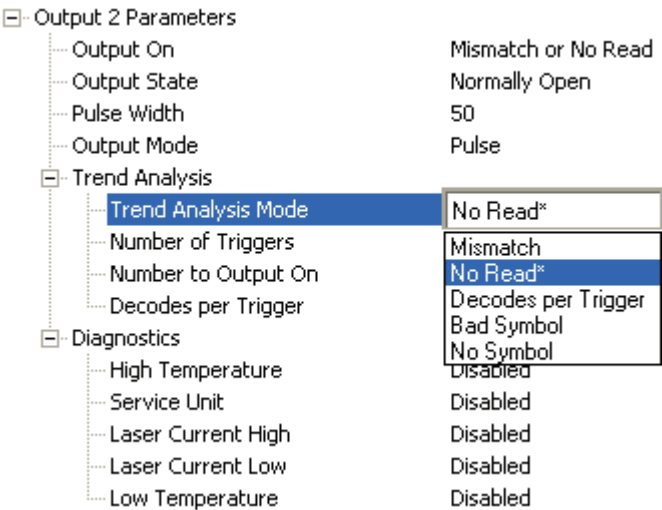 Output 2 Parameters
Output On Mismatch or No Read
Output State Normally Open
Pulse Width 50
Output Mode Pulse
Trend Analysis
Trend Analysis Mode No Read*
Number of Triggers Mismatch
No Read*
Number to Output On
Decodes per Trigger
Decodes per Trigger Bad Symbol
Diagnostics No Symbol
High Temperature Disabled
Service Unit Disabled
Laser Current High Disabled
Laser Current Low Disabled
Low Temperature Disabled